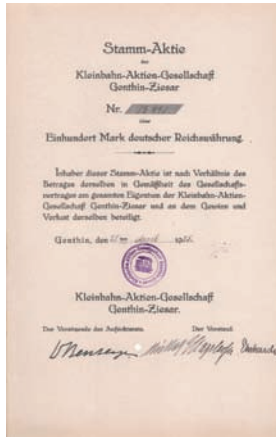 Stamm-Aktie
der
Kleinbahn-Aktien-Gesellschaft
Genthin-Ziesar
Nr.
über
Einhundert Mark deutscher Reichswährung.
Inhaber dieser Stamm-Aktie ist nach Verhältnis des
Betrages derselben in Gemäßheit des Gesellschafts-
vertrages am gesamten Eigentum der Kleinbahn-Aktien-
Gesellschaft Genthin-Ziesar und an dem Gewinn und
Verlust derselben beteiligt.
Genthin, den
Kleinbahn-Aktien-Gesellschaft
Genthin-Ziesar.
Der Vorsitzende des Aufsichtsrats. Der Vorstand.